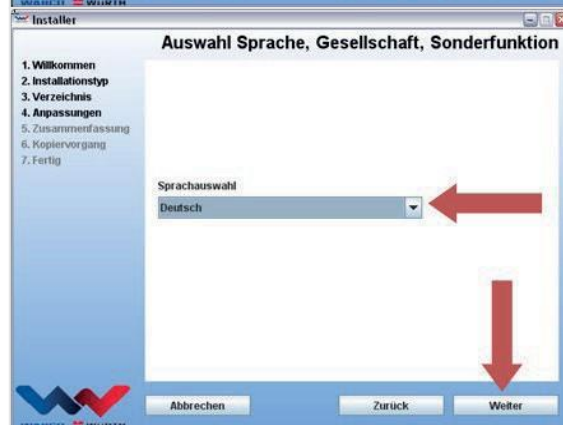 WÜRTH
Installer
Auswahl Sprache, Gesellschaft, Sonderfunktion
1. Willkommen
2. Installationstyp
3. Verzeichnis
4. Anpassungen
5. Zusammenfassung
6. Kopiervorgang
7. Fertig
Sprachauswahl
Deutsch
Abbrechen
Zurück
Weiter